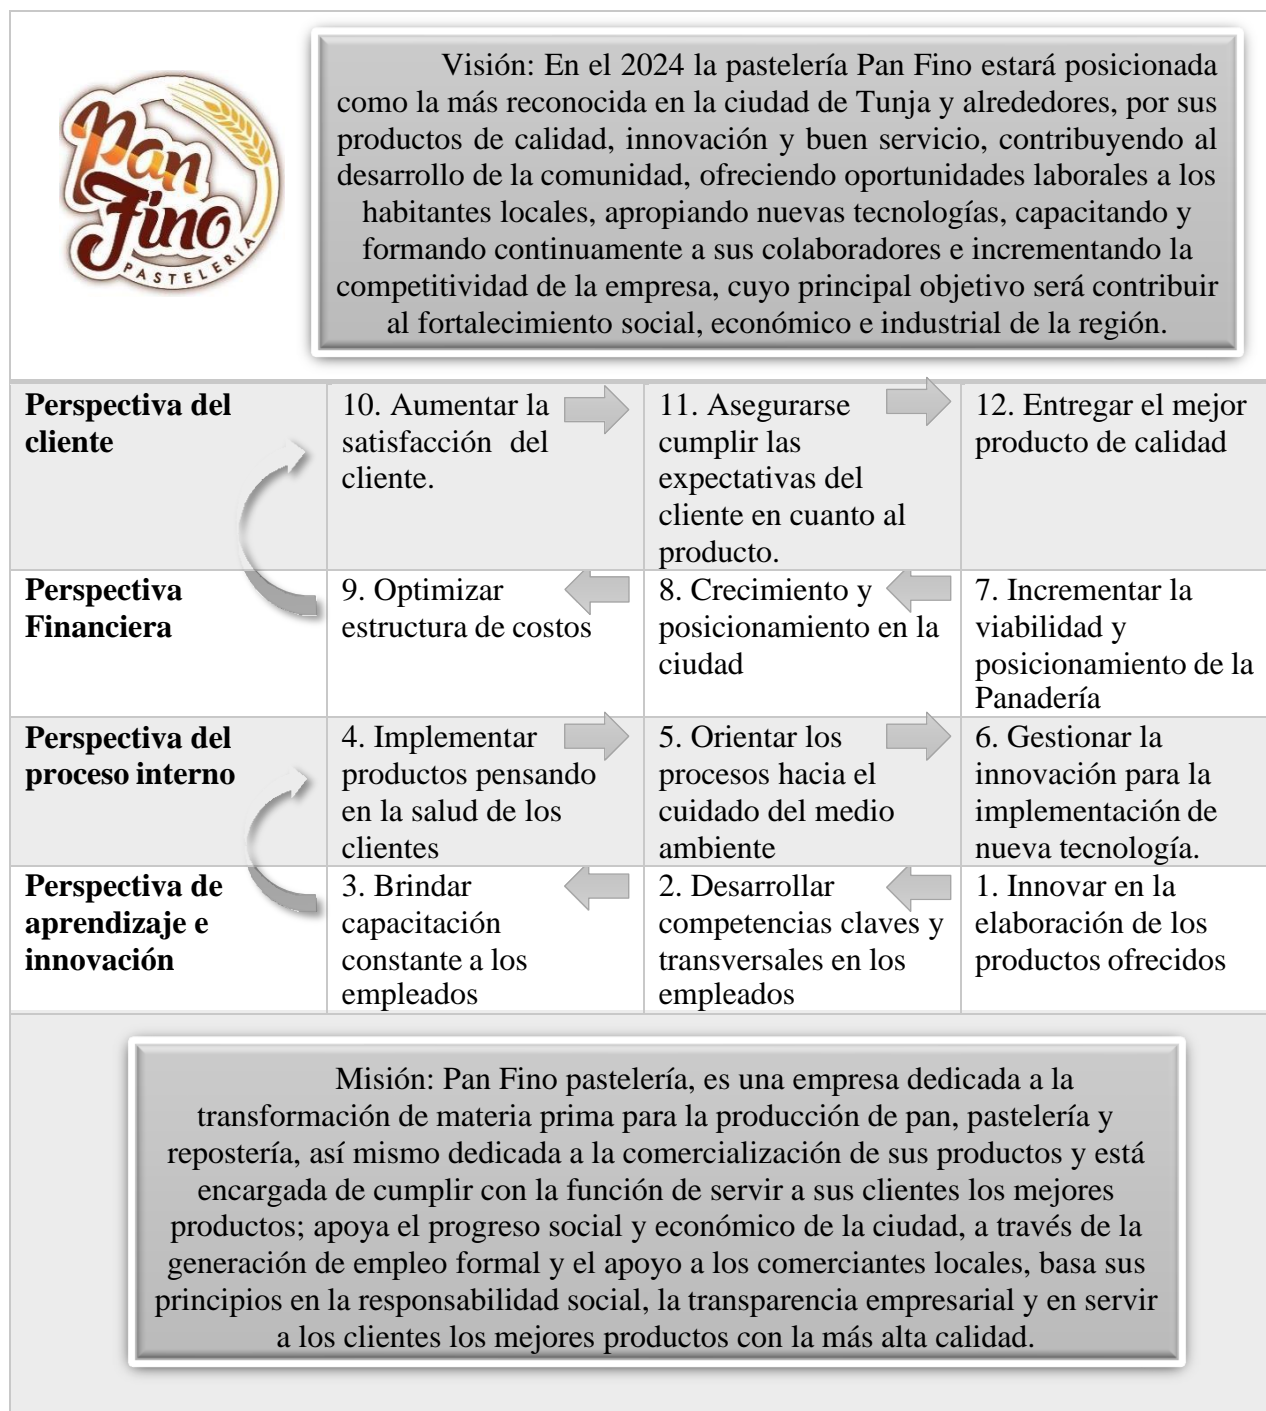 Pan
Fino
PASTELERÍA
Visión: En el 2024 la pastelería Pan Fino estará posicionada
como la más reconocida en la ciudad de Tunja y alrededores, por sus
productos de calidad, innovación y buen servicio, contribuyendo al
desarrollo de la comunidad, ofreciendo oportunidades laborales a los
habitantes locales, apropiando nuevas tecnologías, capacitando y
formando continuamente a sus colaboradores e incrementando la
competitividad de la empresa, cuyo principal objetivo será contribuir
al fortalecimiento social, económico e industrial de la región.
Perspectiva del
cliente
10. Aumentar la
satisfacción del
cliente.
11. Asegurarse
cumplir las
expectativas del
cliente en cuanto al
producto.
12. Entregar el mejor
producto de calidad
Perspectiva
Financiera
9. Optimizar
estructura de costos
8. Crecimiento y
posicionamiento en la
ciudad
7. Incrementar la
viabilidad y
posicionamiento de la
Panadería
Perspectiva del
proceso interno
4. Implementar
productos pensando
en la salud de los
clientes
5. Orientar los
procesos hacia el
cuidado del medio
ambiente
6. Gestionar la
innovación para la
implementación de
nueva tecnología.
Perspectiva de
aprendizaje e
innovación
3. Brindar
capacitación
constante a los
empleados
2. Desarrollar
competencias claves y
transversales en los
empleados
1. Innovar en la
elaboración de los
productos ofrecidos
Misión: Pan Fino pastelería, es una empresa dedicada a la
transformación de materia prima para la producción de pan, pastelería y
repostería, así mismo dedicada a la comercialización de sus productos y está
encargada de cumplir con la función de servir a sus clientes los mejores
productos; apoya el progreso social y económico de la ciudad, a través de la
generación de empleo formal y el apoyo a los comerciantes locales, basa sus
principios en la responsabilidad social, la transparencia empresarial y en servir
a los clientes los mejores productos con la más alta calidad.